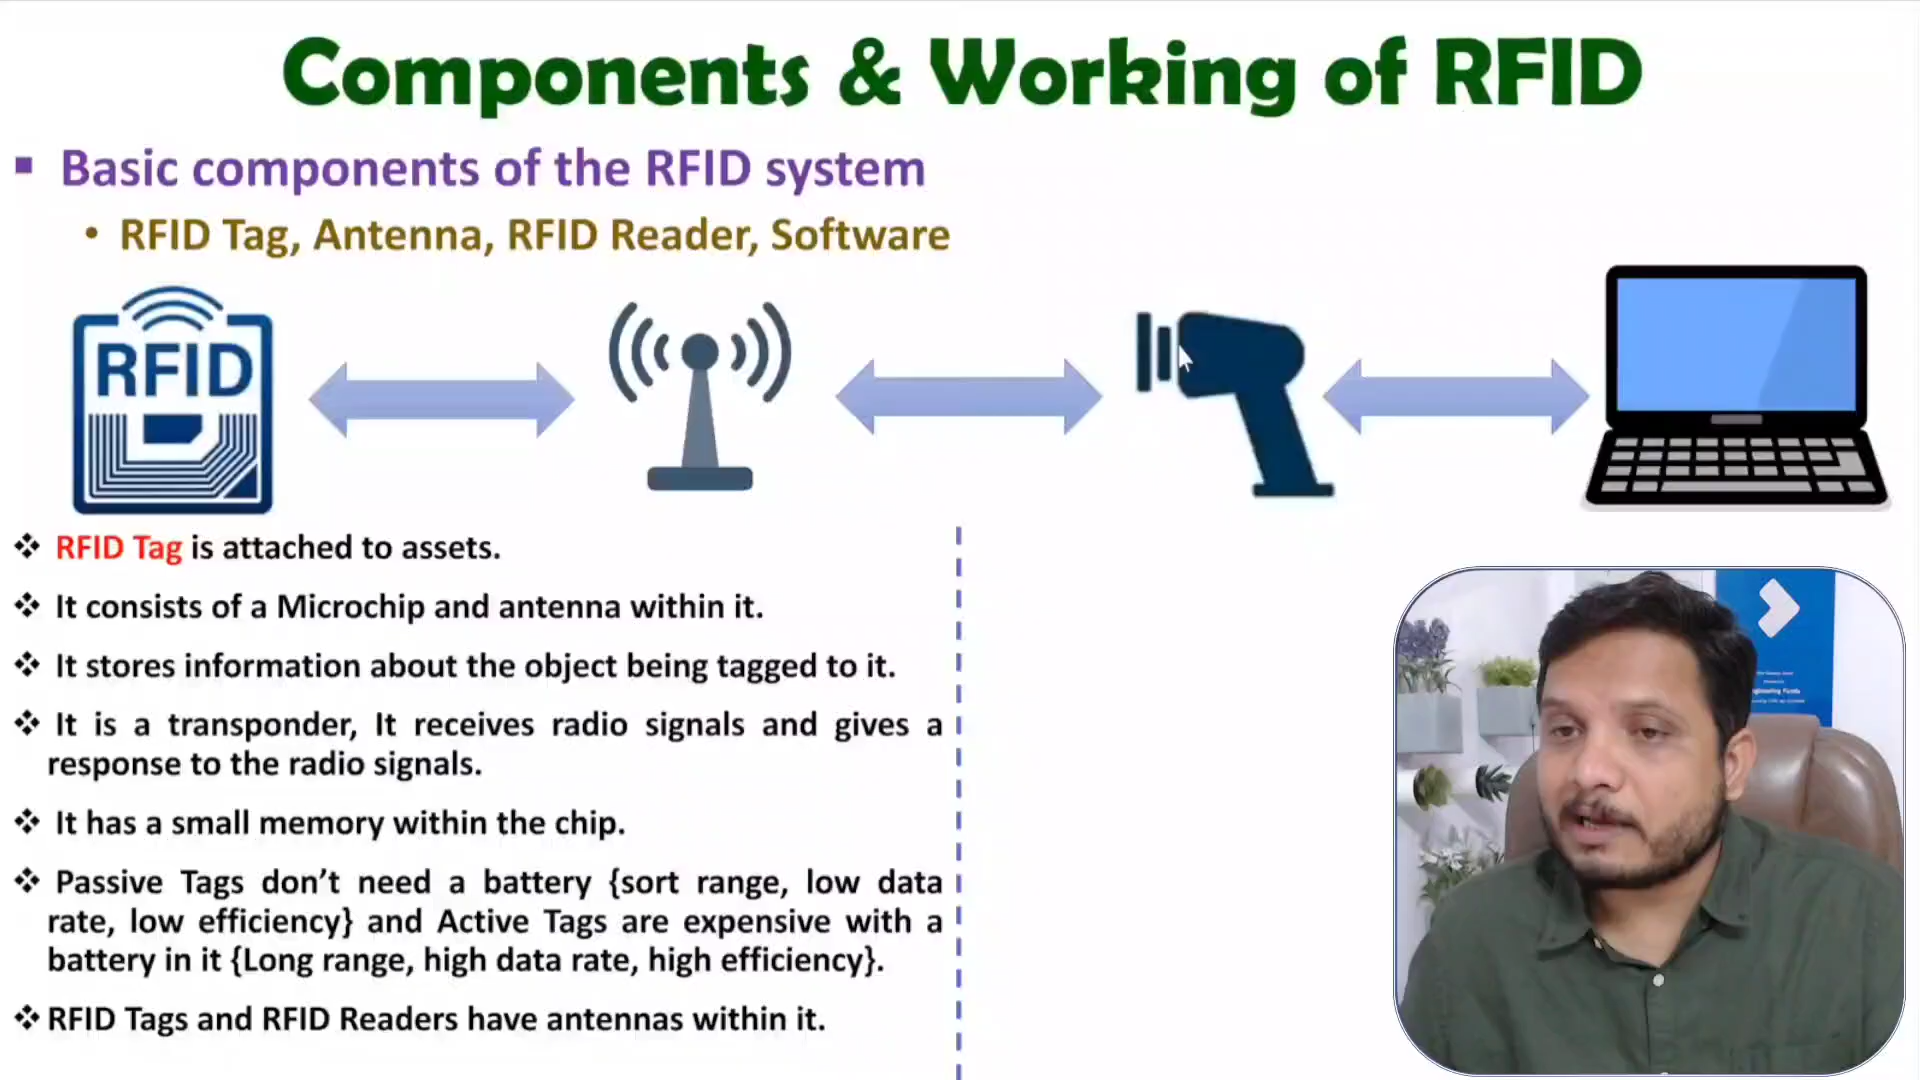 Components & Working of RFID
▪ Basic components of the RFID system
• RFID Tag, Antenna, RFID Reader, Software
RFID
❖ RFID Tag is attached to assets.
❖ It consists of a Microchip and antenna within it.
❖ It stores information about the object being tagged to it.
❖ It is a transponder, It receives radio signals and gives a
response to the radio signals.
❖ It has a small memory within the chip.
❖ Passive Tags don’t need a battery {sort range, low data
rate, low efficiency} and Active Tags are expensive with a
battery in it {Long range, high data rate, high efficiency}.
❖ RFID Tags and RFID Readers have antennas within it.